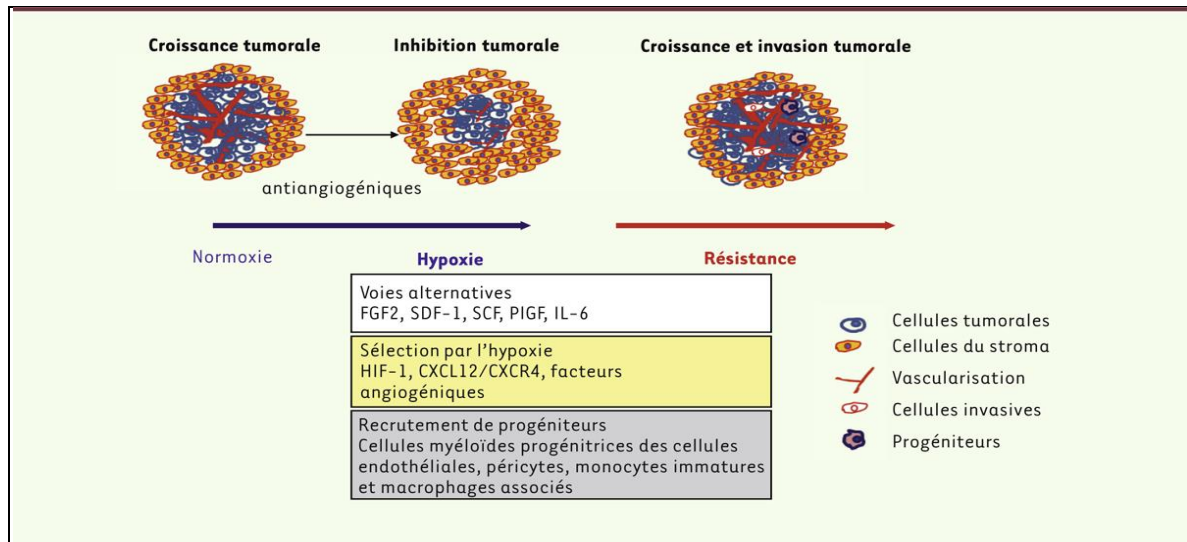 Croissance tumorale
Inhibition tumorale
Croissance et invasion tumorale
antiangiogéniques
Normoxie
Hypoxie
Résistance
Voies alternatives
FGF2, SDF-1, SCF, PIGF, IL-6
Sélection par l'hypoxie
HIF-1, CXCL12/CXCR4, facteurs
angiogéniques
Recrutement de progéniteurs
Cellules myéloïdes progénitrices des cellules
endothéliales, péricytes, monocytes immatures
et macrophages associés
Cellules tumorales
Cellules du stroma
Vascularisation
Cellules invasives
Progéniteurs